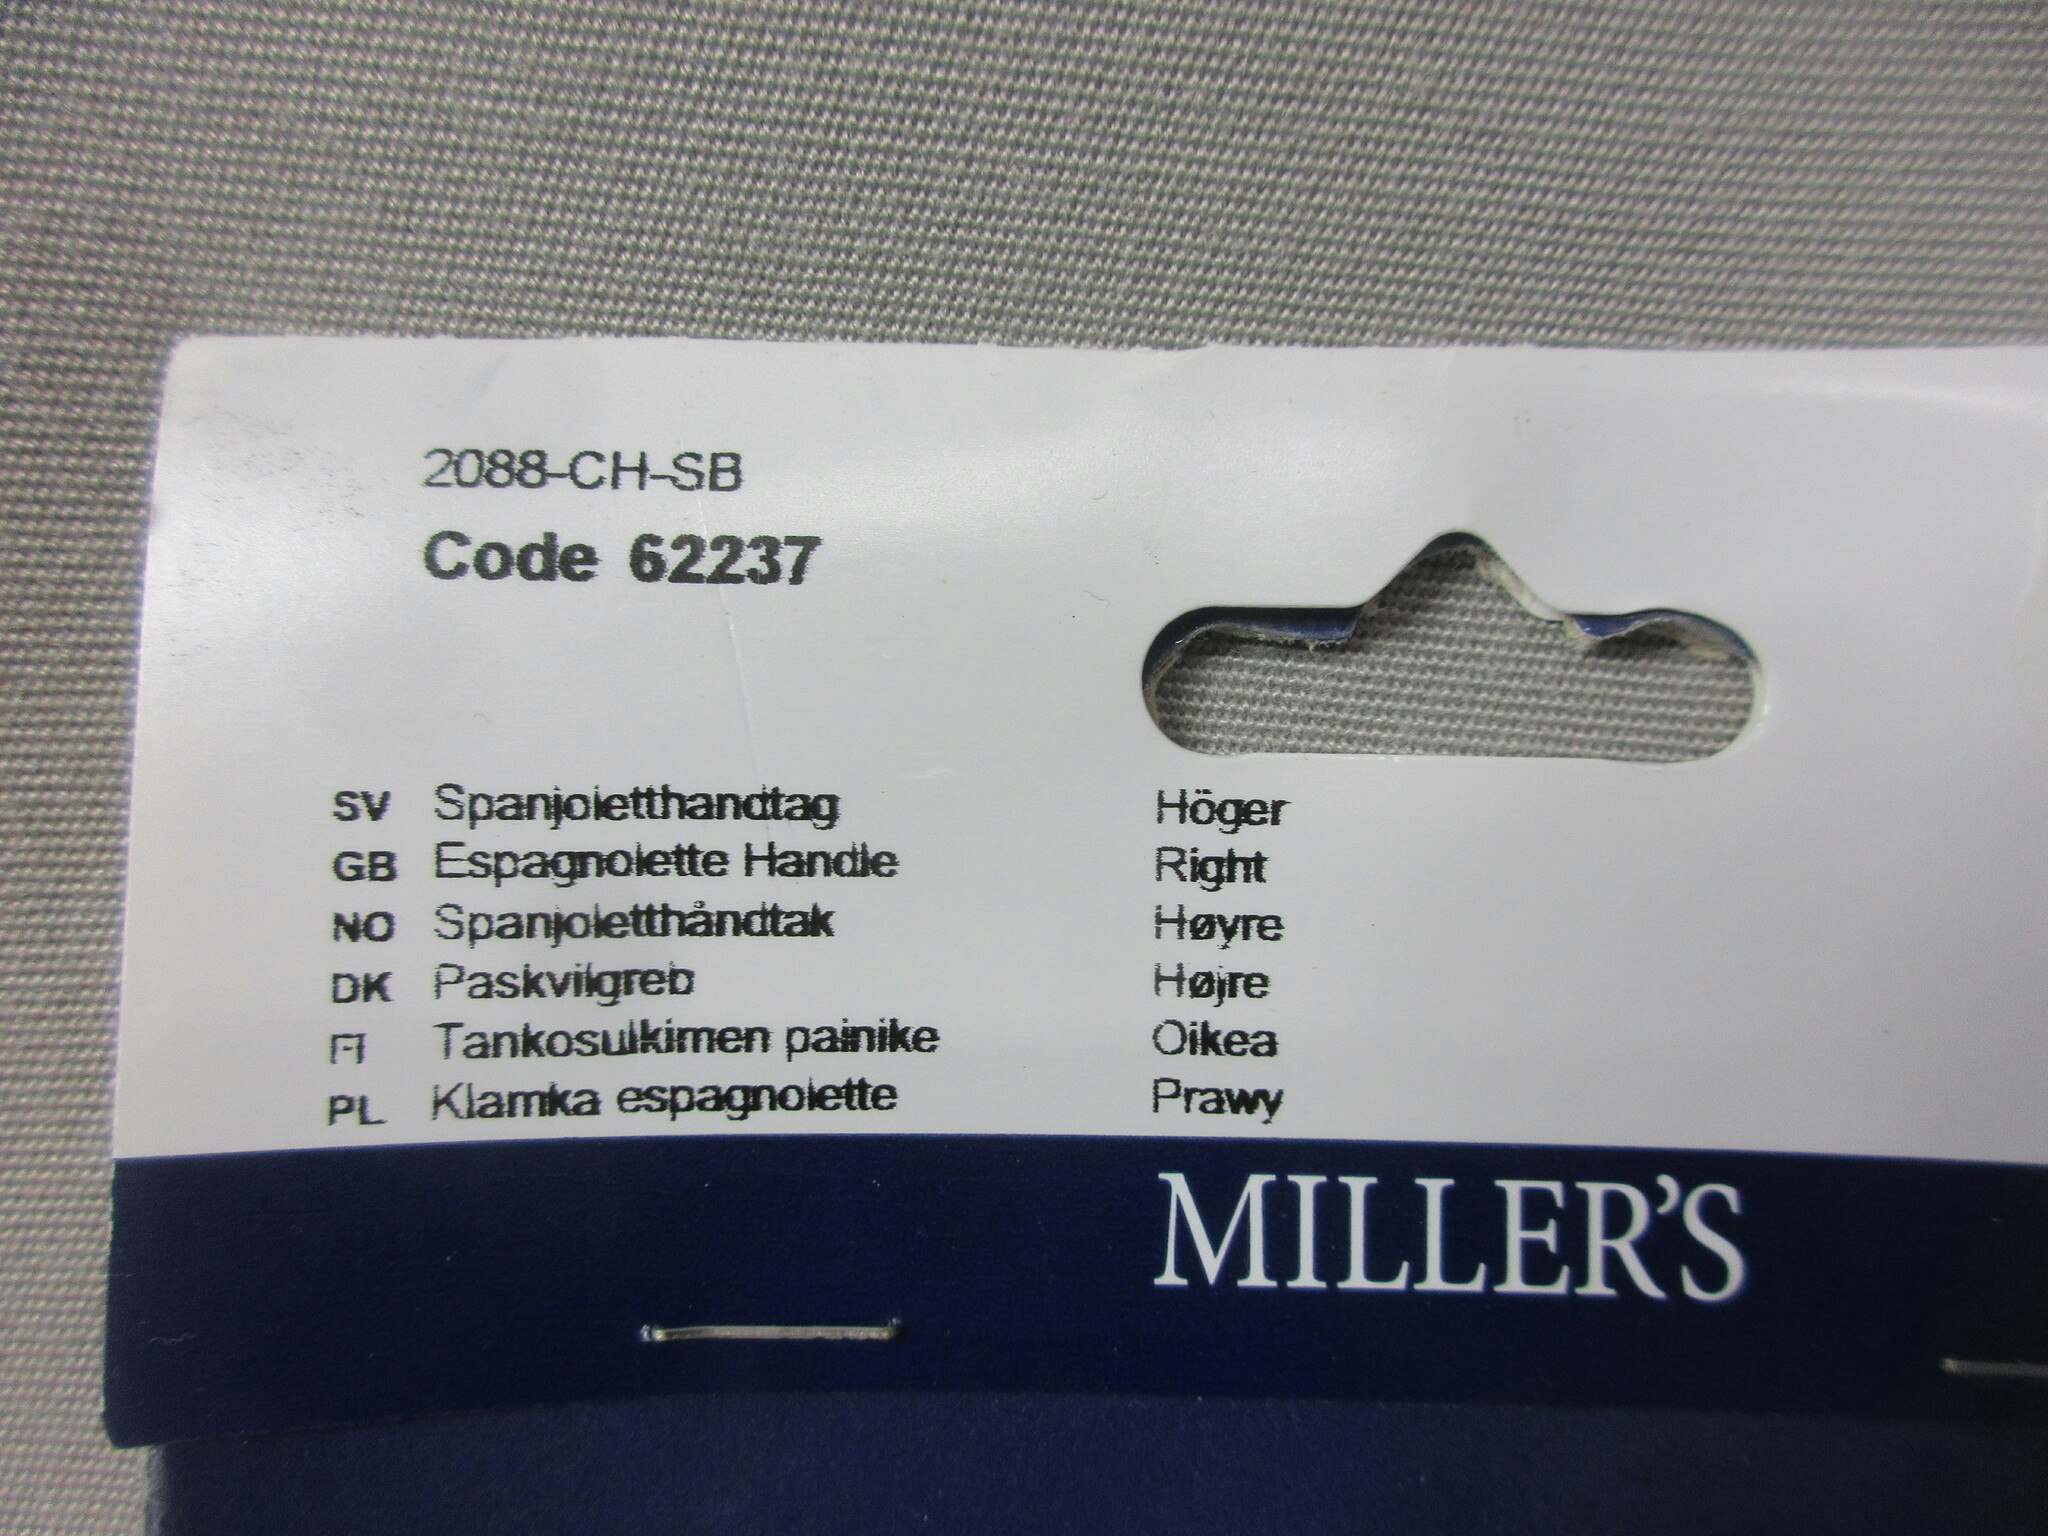 2088-CH-SB
Code 62237
SV Spanjoletthandtag Höger
GB Espagnolette Handle Right
NO Spanjoletthåndtak Høyre
DK Paskvilgreb Højre
FI Tankosulkimen painike Oikea
PL Klamka espagnolette Prawy
MILLER'S